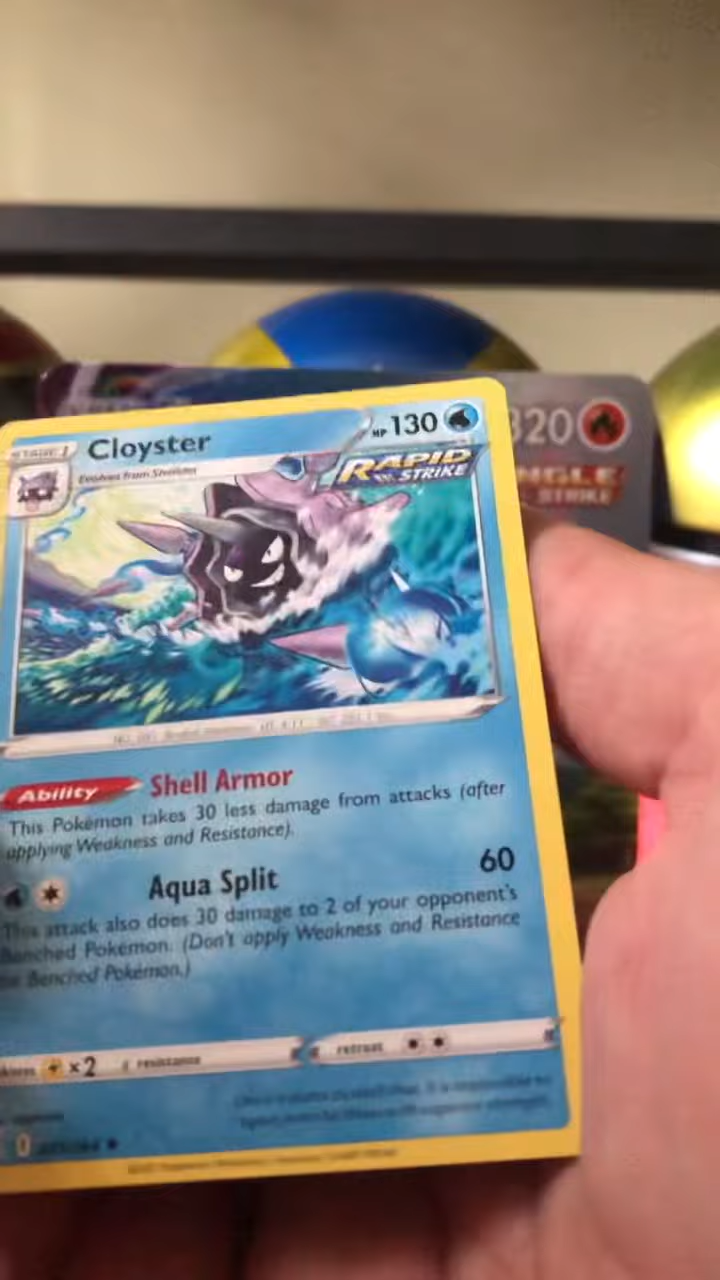 STAGE 1
Cloyster
HP 130
320
Evolves from Shellder
RAPID
STRIKE
NGLE
STRIKE
Ability Shell Armor
This Pokémon takes 30 less damage from attacks (after
applying Weakness and Resistance).
Aqua Split 60
This attack also does 30 damage to 2 of your opponent's
Benched Pokémon. (Don't apply Weakness and Resistance
for Benched Pokémon.)
×2 resistance retreat